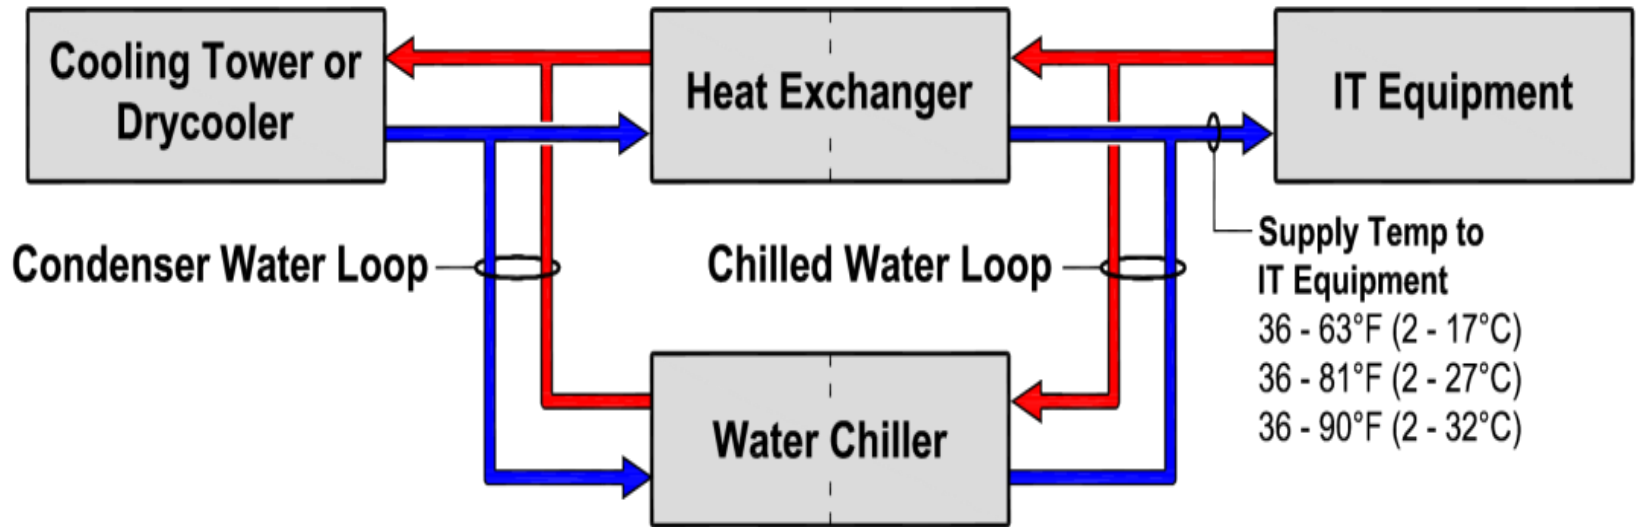 Cooling Tower or
Drycooler
Heat Exchanger
IT Equipment
Condenser Water Loop
Chilled Water Loop
Supply Temp to
IT Equipment
36 - 63°F (2 - 17°C)
36 - 81°F (2 - 27°C)
36 - 90°F (2 - 32°C)
Water Chiller